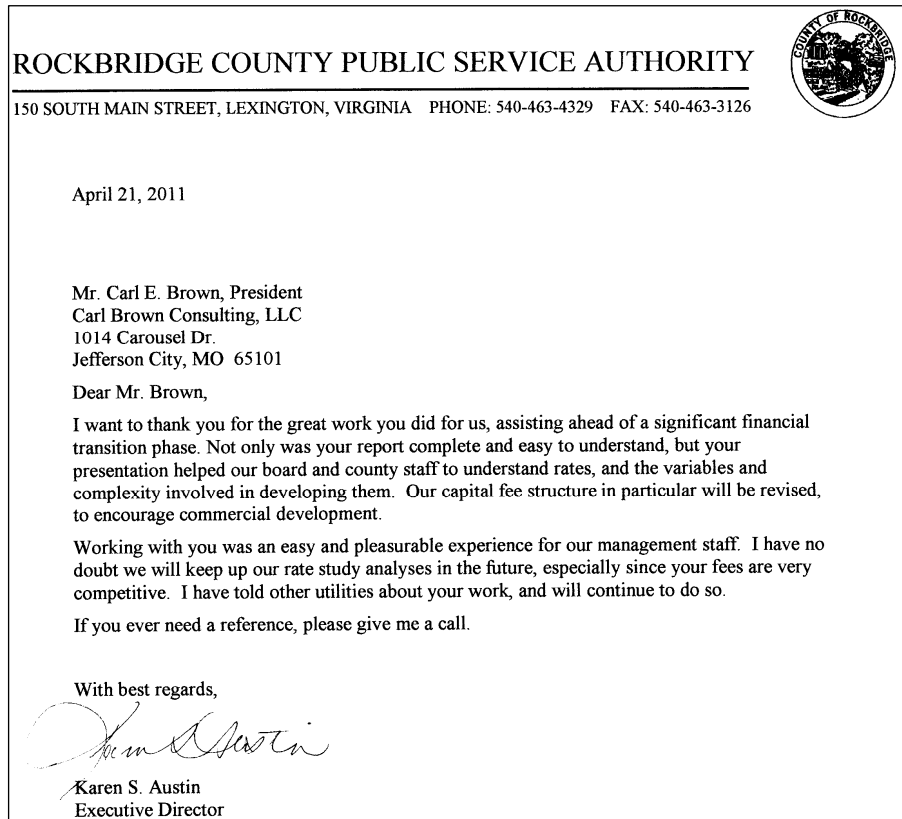 COUNTY OF ROCKBRIDGE
ROCKBRIDGE COUNTY PUBLIC SERVICE AUTHORITY
150 SOUTH MAIN STREET, LEXINGTON, VIRGINIA PHONE: 540-463-4329 FAX: 540-463-3126
April 21, 2011
Mr. Carl E. Brown, President
Carl Brown Consulting, LLC
1014 Carousel Dr.
Jefferson City, MO 65101
Dear Mr. Brown,
I want to thank you for the great work you did for us, assisting ahead of a significant financial
transition phase. Not only was your report complete and easy to understand, but your
presentation helped our board and county staff to understand rates, and the variables and
complexity involved in developing them. Our capital fee structure in particular will be revised,
to encourage commercial development.
Working with you was an easy and pleasurable experience for our management staff. I have no
doubt we will keep up our rate study analyses in the future, especially since your fees are very
competitive. I have told other utilities about your work, and will continue to do so.
If you ever need a reference, please give me a call.
With best regards,
Karen S Austin
Karen S. Austin
Executive Director